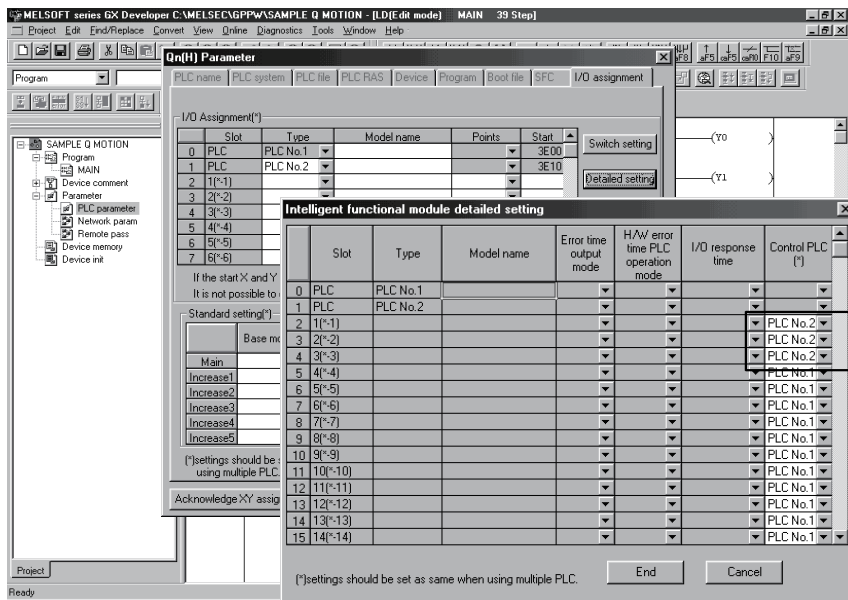 MELSOFT series GX Developer C:\MELSEC\GPPW\SAMPLE Q MOTION - [LD(Edit mode) MAIN 39 Step]
Project Edit Find/Replace Convert View Online Diagnostics Tools Window Help
aF8 aF5 caF5 caF10 F10 aF9
Program
Qn(H) Parameter
PLC name PLC system PLC file PLC RAS Device Program Boot file SFC I/O assignment
I/O Assignment(*)
Slot Type Model name Points Start
0 PLC PLC No.1 3E00
1 PLC PLC No.2 3E10
2 1(*-1)
3 2(*-2)
4 3(*-3)
5 4(*-4)
6 5(*-5)
7 6(*-6)
Switch setting
Detailed setting
If the start X and Y
It is not possible to
Standard setting(*)
Base mo
Main
Increase1
Increase2
Increase3
Increase4
Increase5
(*)settings should be
using multiple PLC.
Acknowledge XY assig
SAMPLE Q MOTION
Program
MAIN
Device comment
Parameter
PLC parameter
Network param
Remote pass
Device memory
Device init
Project
Ready
(Y0 )
(Y1 )
Intelligent functional module detailed setting
Slot Type Model name Error time output mode H/W error time PLC operation mode I/O response time Control PLC (*)
0 PLC PLC No.1
1 PLC PLC No.2
2 1(*-1) PLC No.2
3 2(*-2) PLC No.2
4 3(*-3) PLC No.2
5 4(*-4) PLC No.1
6 5(*-5) PLC No.1
7 6(*-6) PLC No.1
8 7(*-7) PLC No.1
9 8(*-8) PLC No.1
10 9(*-9) PLC No.1
11 10(*-10) PLC No.1
12 11(*-11) PLC No.1
13 12(*-12) PLC No.1
14 13(*-13) PLC No.1
15 14(*-14) PLC No.1
(*)settings should be set as same when using multiple PLC.
End
Cancel